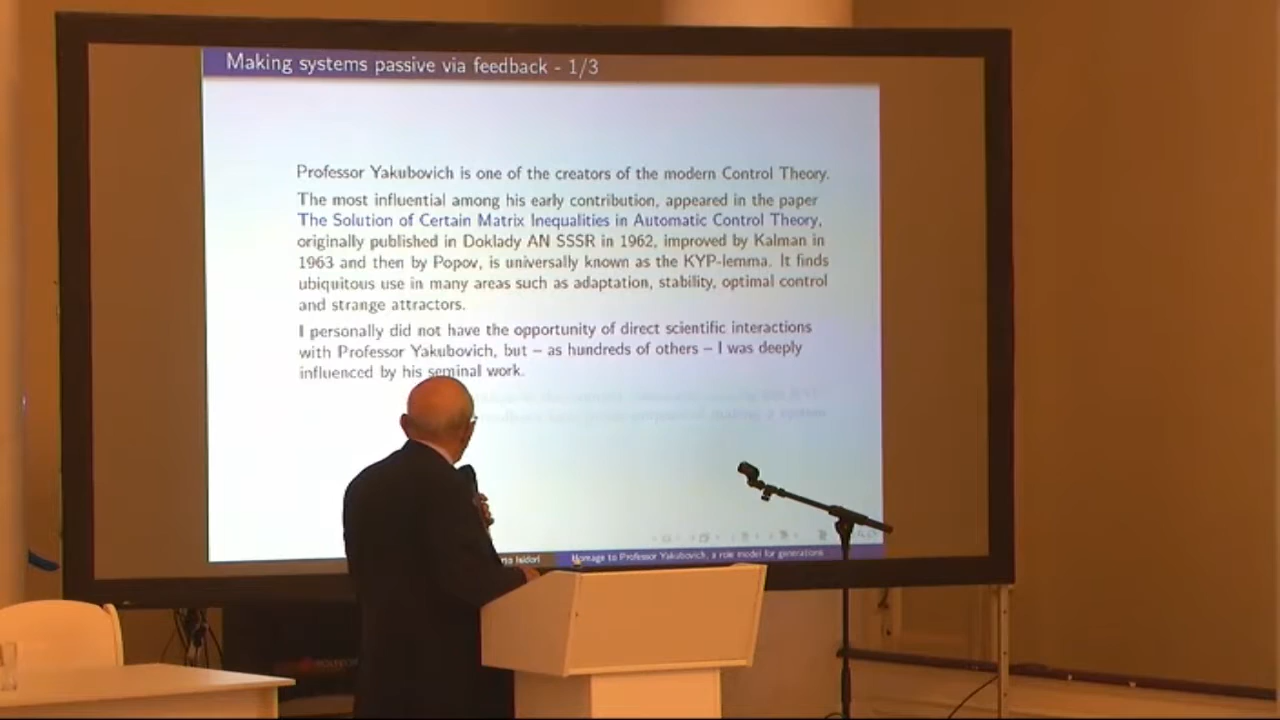 Making systems passive via feedback - 1/3
Professor Yakubovich is one of the creators of the modern Control Theory.
The most influential among his early contribution, appeared in the paper
The Solution of Certain Matrix Inequalities in Automatic Control Theory,
originally published in Doklady AN SSSR in 1962, improved by Kalman in
1963 and then by Popov, is universally known as the KYP-lemma. It finds
ubiquitous use in many areas such as adaptation, stability, optimal control
and strange attractors.
I personally did not have the opportunity of direct scientific interactions
with Professor Yakubovich, but – as hundreds of others – I was deeply
influenced by his seminal work.
Isidori Homage to Professor Yakubovich, a role model for generations